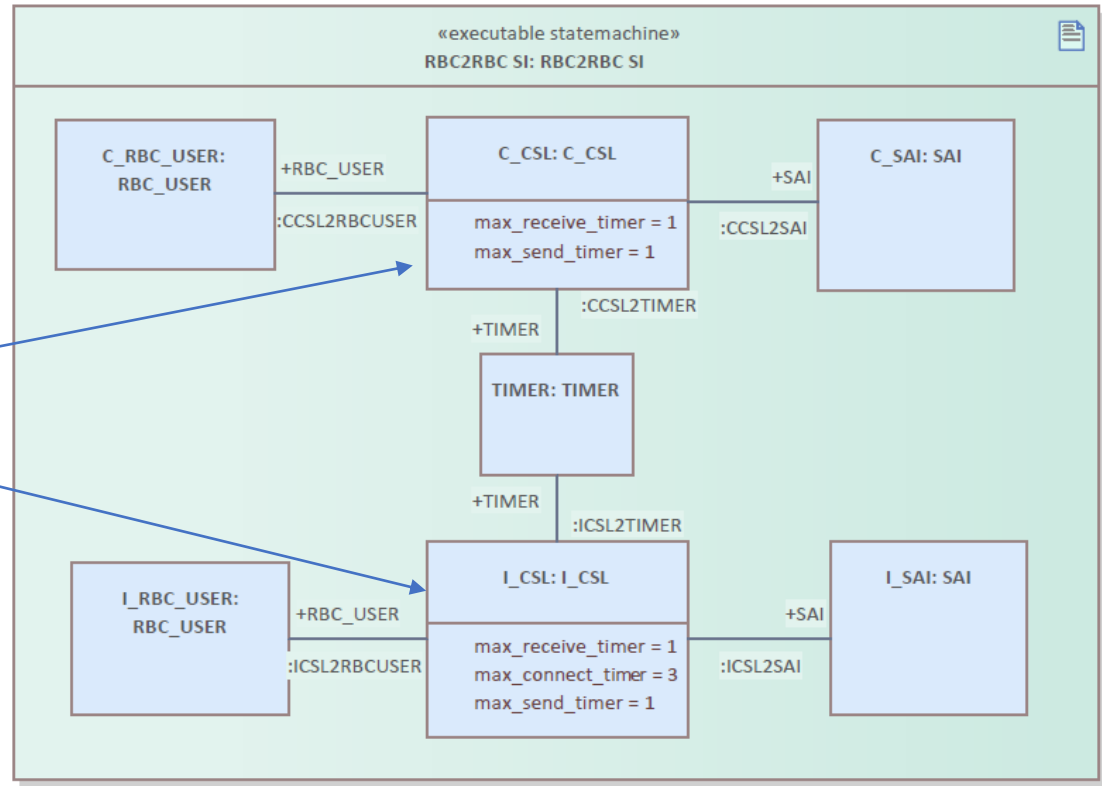 «executable statemachine»
RBC2RBC SI: RBC2RBC SI
C_RBC_USER:
RBC_USER
+RBC_USER
:CCSL2RBCUSER
C_CSL: C_CSL
max_receive_timer = 1
max_send_timer = 1
+SAI
:CCSL2SAI
C_SAI: SAI
:CCSL2TIMER
+TIMER
TIMER: TIMER
+TIMER
:ICSL2TIMER
I_RBC_USER:
RBC_USER
+RBC_USER
:ICSL2RBCUSER
I_CSL: I_CSL
max_receive_timer = 1
max_connect_timer = 3
max_send_timer = 1
+SAI
:ICSL2SAI
I_SAI: SAI